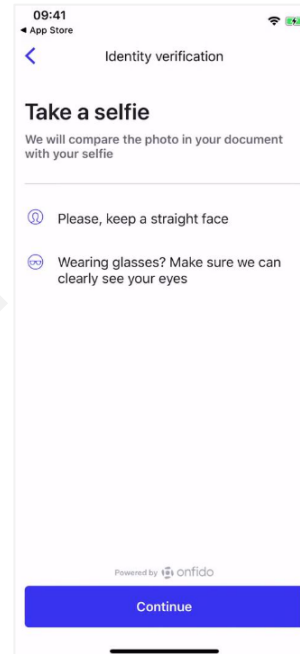 09:41
◀ App Store
Identity verification
Take a selfie
We will compare the photo in your document
with your selfie
Please, keep a straight face
Wearing glasses? Make sure we can
clearly see your eyes
Powered by onfido
Continue